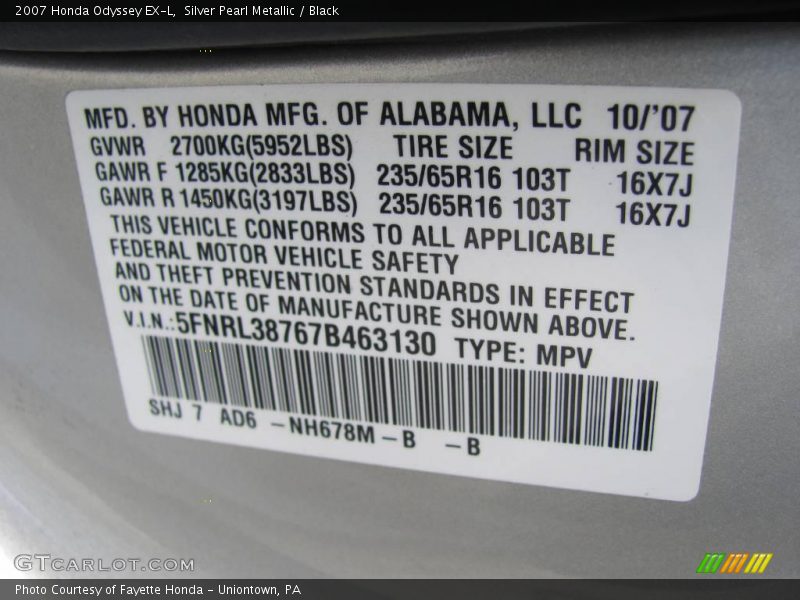 2007 Honda Odyssey EX-L, Silver Pearl Metallic / Black
MFD. BY HONDA MFG. OF ALABAMA, LLC 10/'07
GVWR 2700KG(5952LBS) TIRE SIZE RIM SIZE
GAWR F 1285KG(2833LBS) 235/65R16 103T 16X7J
GAWR R 1450KG(3197LBS) 235/65R16 103T 16X7J
THIS VEHICLE CONFORMS TO ALL APPLICABLE
FEDERAL MOTOR VEHICLE SAFETY
AND THEFT PREVENTION STANDARDS IN EFFECT
ON THE DATE OF MANUFACTURE SHOWN ABOVE.
V.I.N.:5FNRL38767B463130 TYPE: MPV
SHJ 7 AD6 -NH678M-B -B
GTCARLOT.COM
Photo Courtesy of Fayette Honda - Uniontown, PA